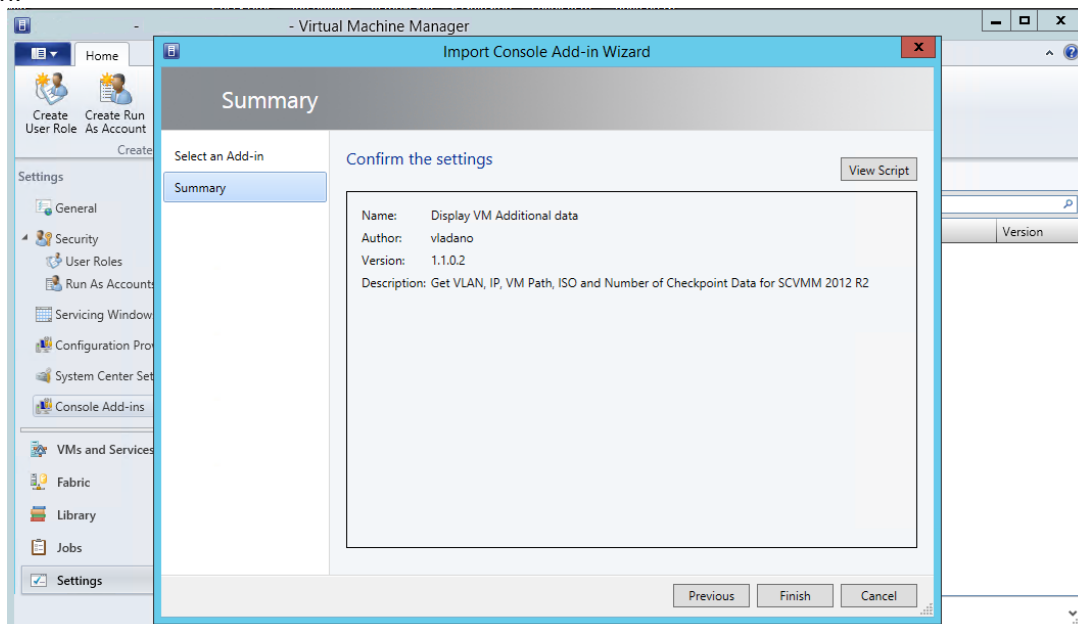 - - Virtual Machine Manager
Home
Create User Role
Create Run As Account
Create
Settings
General
Security
User Roles
Run As Accounts
Servicing Window
Configuration Pro
System Center Set
Console Add-ins
VMs and Services
Fabric
Library
Jobs
Settings
Import Console Add-in Wizard
x
Summary
Select an Add-in
Summary
Confirm the settings
View Script
Name: Display VM Additional data
Author: vladano
Version: 1.1.0.2
Description: Get VLAN, IP, VM Path, ISO and Number of Checkpoint Data for SCVMM 2012 R2
Previous Finish Cancel
x
?
Version